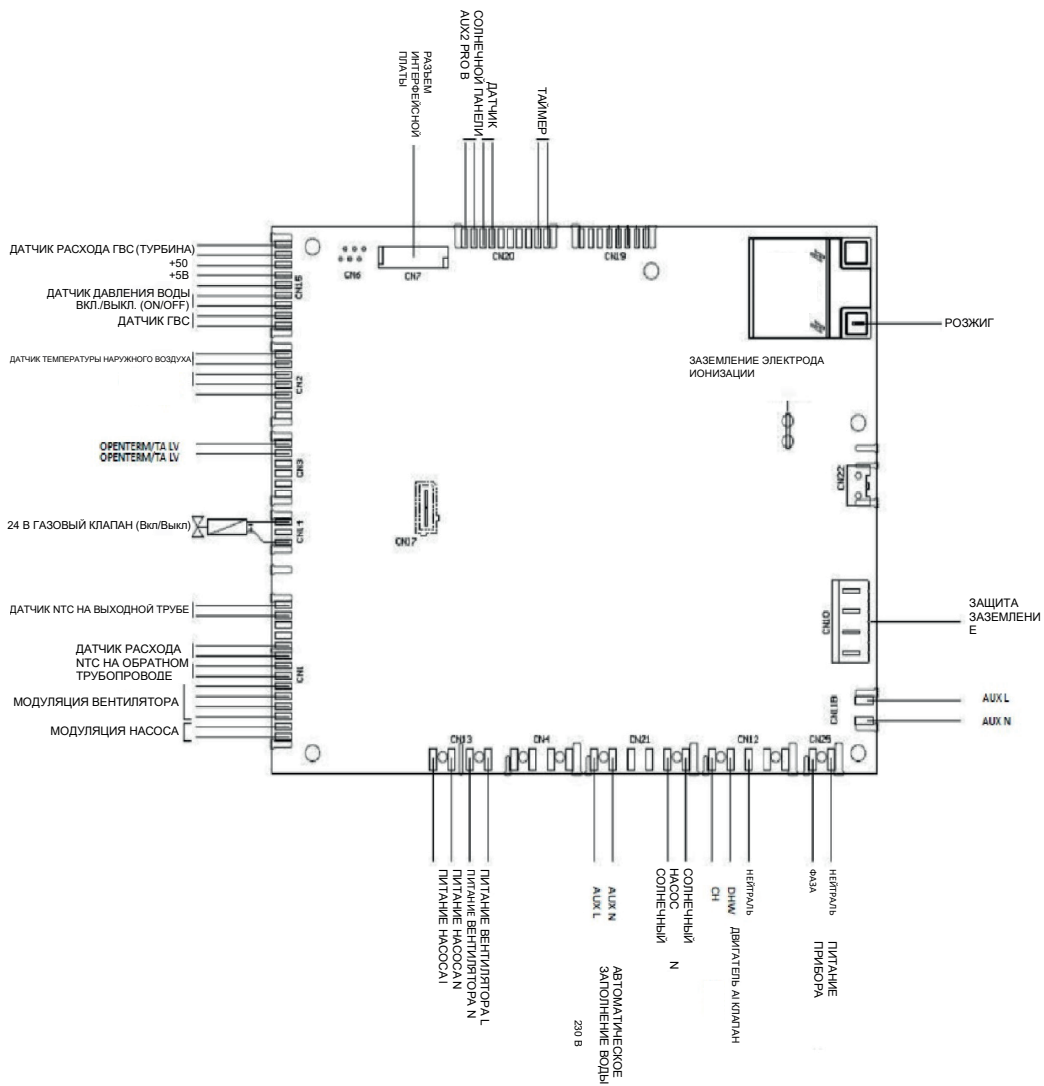 СОЛНЕЧНОЙ ПАНЕЛИ
AUX2 PRO B
ДАТЧИК
РАЗЪЕМ
ИНТЕРФЕЙСНОЙ
ПЛАТЫ
ТАЙМЕР
CN6
CN7
CN20
CN19
ДАТЧИК РАСХОДА ГВС (ТУРБИНА)
+50
+5В
ДАТЧИК ДАВЛЕНИЯ ВОДЫ
ВКЛ./ВЫКЛ. (ON/OFF)
ДАТЧИК ГВС
CN15
ДАТЧИК ТЕМПЕРАТУРЫ НАРУЖНОГО ВОЗДУХА
CN2
OPENTERM/TA LV
OPENTERM/TA LV
CN3
24 В ГАЗОВЫЙ КЛАПАН (Вкл/Выкл)
CN14
CN17
РОЗЖИГ
ЗАЗЕМЛЕНИЕ ЭЛЕКТРОДА
ИОНИЗАЦИИ
CN22
CN10
ЗАЩИТА
ЗАЗЕМЛЕНИ
Е
ДАТЧИК NTC НА ВЫХОДНОЙ ТРУБЕ
ДАТЧИК РАСХОДА
NTC НА ОБРАТНОМ
ТРУБОПРОВОДЕ
МОДУЛЯЦИЯ ВЕНТИЛЯТОРА
МОДУЛЯЦИЯ НАСОСА
CN1
CN11B
AUX L
AUX N
CN13
CN4
CN21
CN12
CN25
ПИТАНИЕ НАСОСА I
ПИТАНИЕ НАСОСА N
ПИТАНИЕ ВЕНТИЛЯТОРА N
ПИТАНИЕ ВЕНТИЛЯТОРА L
AUX L
AUX N
АВТОМАТИЧЕСКОЕ
ЗАПОЛНЕНИЕ ВОДЫ
230 В
СОЛНЕЧНЫЙ
НАСОС N
СОЛНЕЧНЫЙ
CH
DHW ДВИГАТЕЛЬ AI КЛАПАН
НЕЙТРАЛЬ
ФАЗА
НЕЙТРАЛЬ
ПИТАНИЕ
ПРИБОРА